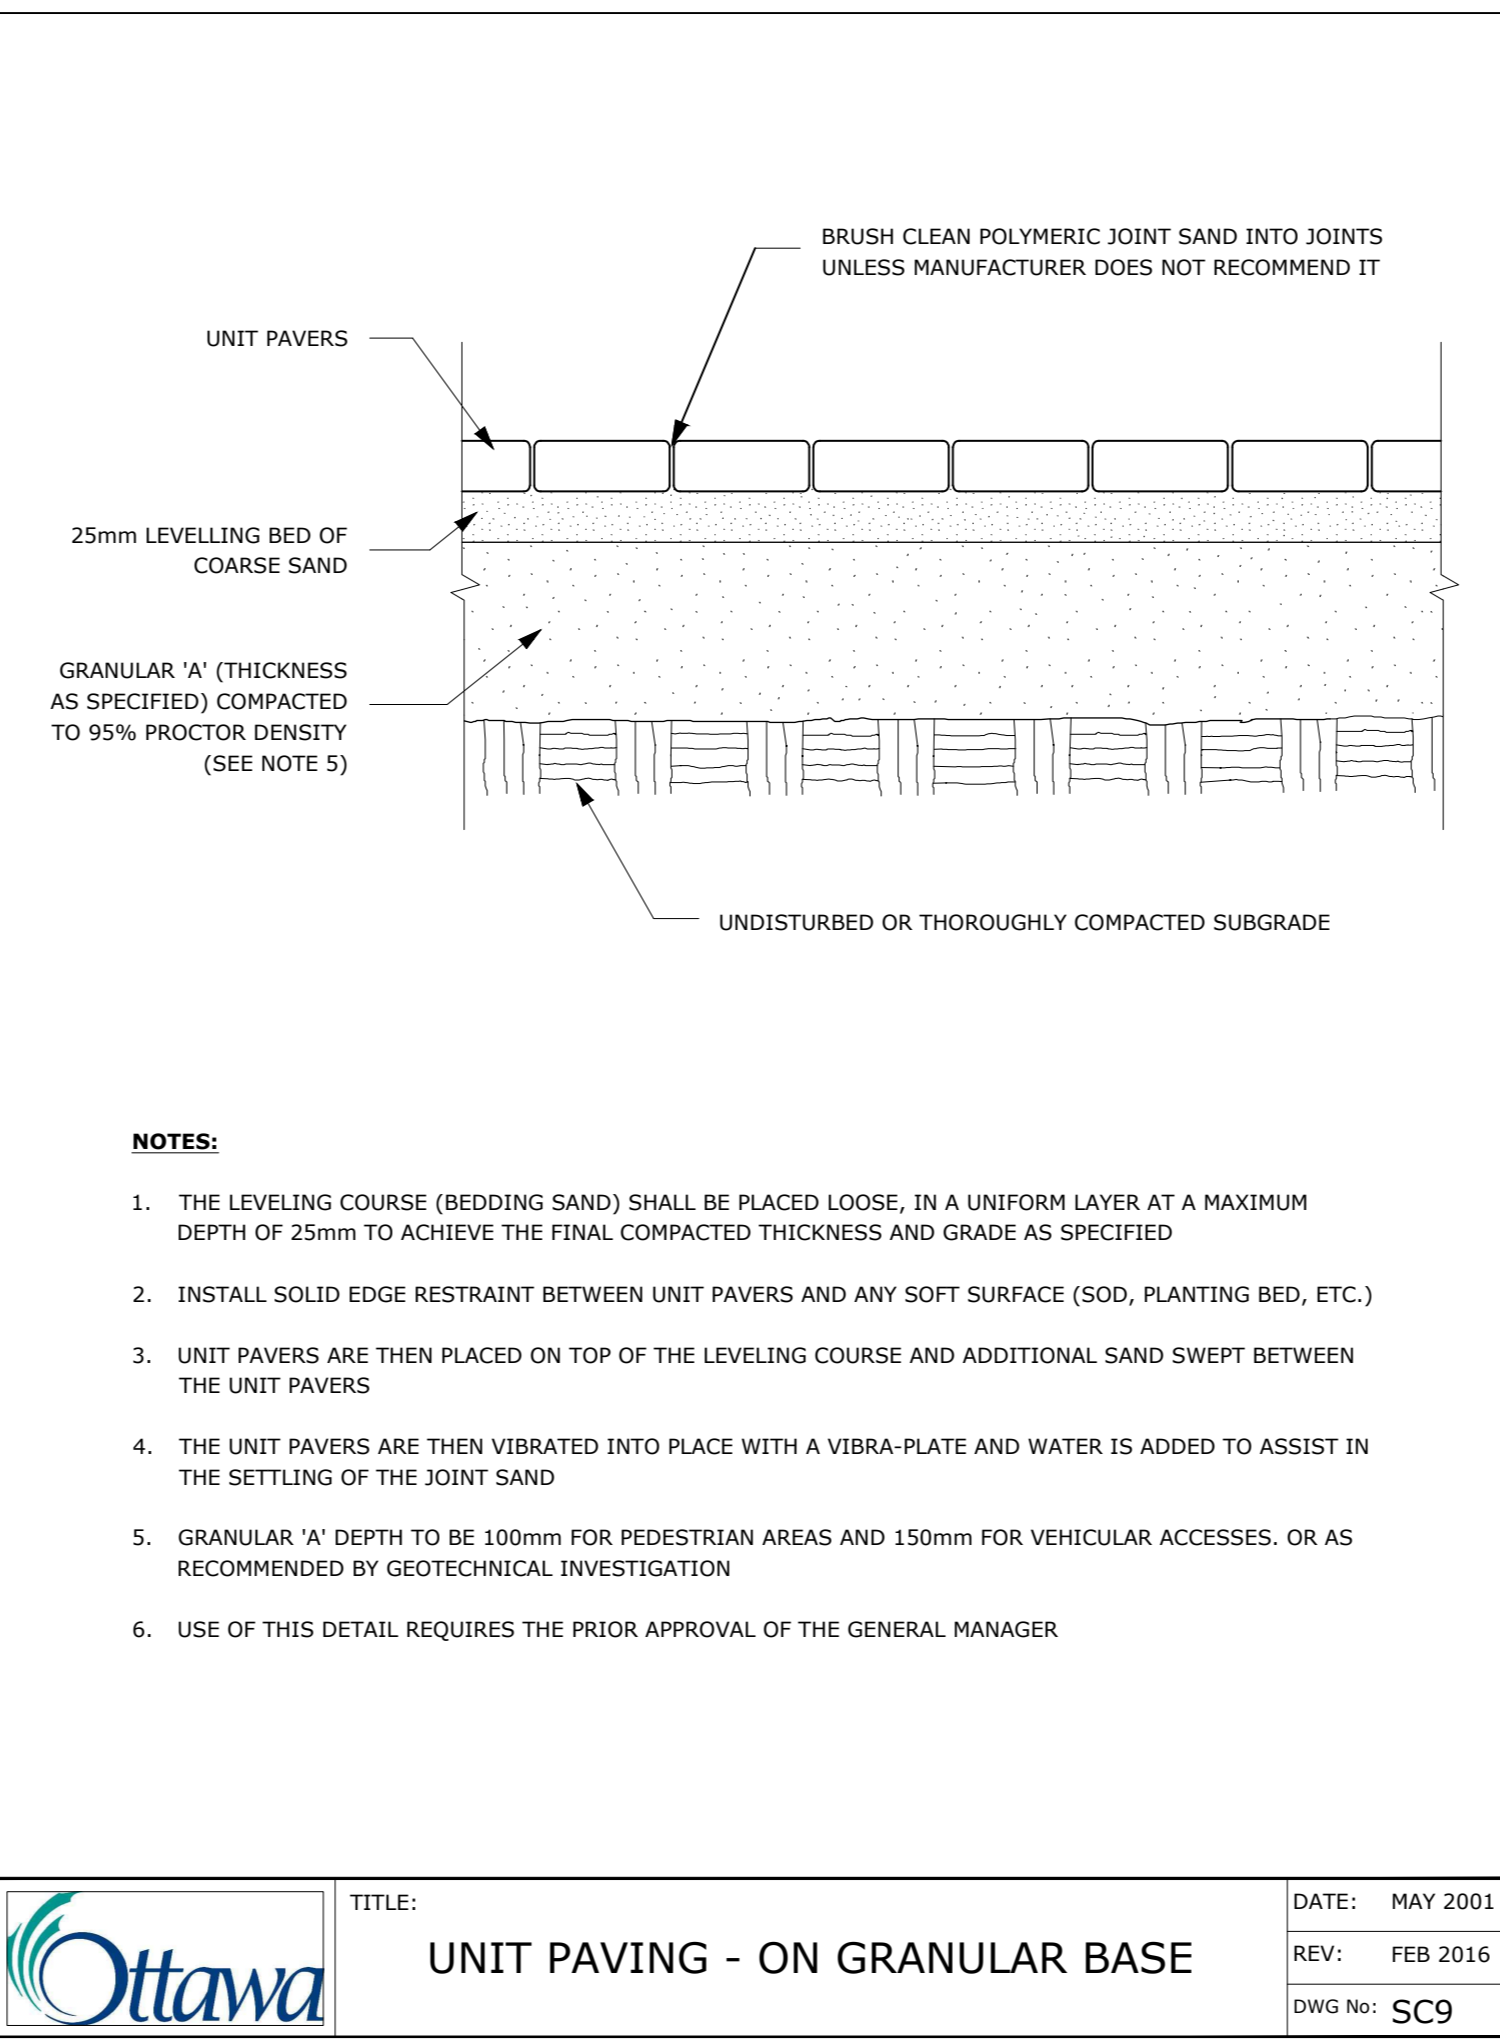 BRUSH CLEAN POLYMERIC JOINT SAND INTO JOINTS
UNLESS MANUFACTURER DOES NOT RECOMMEND IT
UNIT PAVERS
25mm LEVELLING BED OF
COARSE SAND
GRANULAR 'A' (THICKNESS
AS SPECIFIED) COMPACTED
TO 95% PROCTOR DENSITY
(SEE NOTE 5)
UNDISTURBED OR THOROUGHLY COMPACTED SUBGRADE
NOTES:
1. THE LEVELING COURSE (BEDDING SAND) SHALL BE PLACED LOOSE, IN A UNIFORM LAYER AT A MAXIMUM
DEPTH OF 25mm TO ACHIEVE THE FINAL COMPACTED THICKNESS AND GRADE AS SPECIFIED
2. INSTALL SOLID EDGE RESTRAINT BETWEEN UNIT PAVERS AND ANY SOFT SURFACE (SOD, PLANTING BED, ETC.)
3. UNIT PAVERS ARE THEN PLACED ON TOP OF THE LEVELING COURSE AND ADDITIONAL SAND SWEPT BETWEEN
THE UNIT PAVERS
4. THE UNIT PAVERS ARE THEN VIBRATED INTO PLACE WITH A VIBRA-PLATE AND WATER IS ADDED TO ASSIST IN
THE SETTLING OF THE JOINT SAND
5. GRANULAR 'A' DEPTH TO BE 100mm FOR PEDESTRIAN AREAS AND 150mm FOR VEHICULAR ACCESSES. OR AS
RECOMMENDED BY GEOTECHNICAL INVESTIGATION
6. USE OF THIS DETAIL REQUIRES THE PRIOR APPROVAL OF THE GENERAL MANAGER
Ottawa
TITLE:
UNIT PAVING - ON GRANULAR BASE
DATE: MAY 2001
REV: FEB 2016
DWG No: SC9